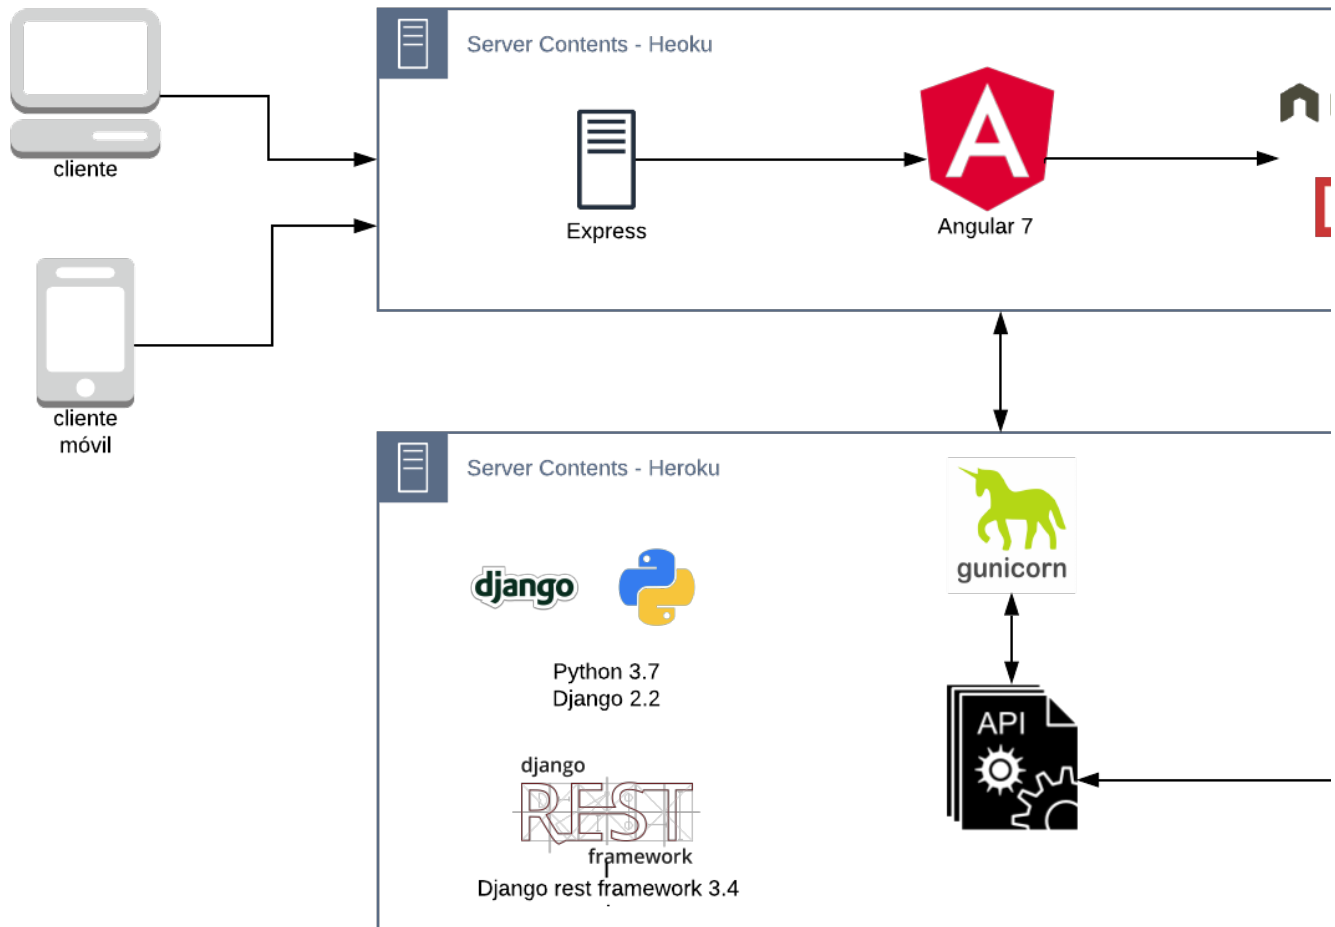 Server Contents - Heoku
cliente
Express
Angular 7
cliente
móvil
Server Contents - Heroku
gunicorn
django
Python 3.7
Django 2.2
API
django
REST
framework
Django rest framework 3.4